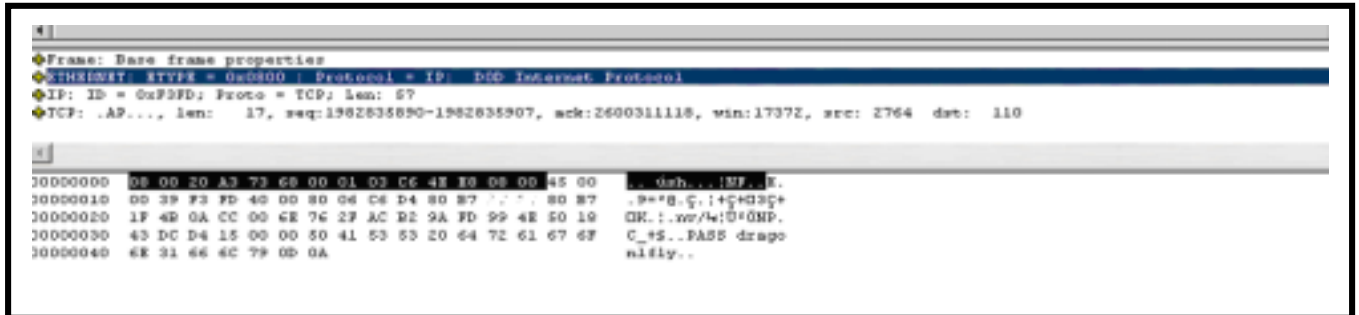 Frame: Base frame properties
ETHERNET: ETYPE = 0x0800 : Protocol = IP: DOD Internet Protocol
IP: ID = 0xF3FD; Proto = TCP; Len: 57
TCP: .AP..., len: 17, seq:1982835890-1982835907, ack:2600311118, win:17372, src: 2764 dst: 110
00000000 08 00 20 A3 73 68 00 01 03 C6 4E E8 08 00 45 00
00000010 00 39 F3 FD 40 00 80 06 C6 D4 80 B7 80 B7
00000020 1F 4B 0A CC 00 6E 76 2F AC B2 9A FD 99 4E 50 18
00000030 43 DC D4 15 00 00 50 41 53 53 20 64 72 61 67 6F C_+S..PASS drago
00000040 6E 31 66 6C 79 0D 0A n1fly..